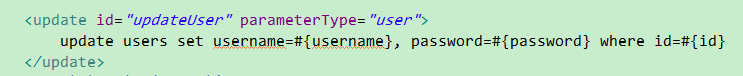 <update id="updateUser" parameterType="user">
update users set username=#{username}, password=#{password} where id=#{id}
</update>